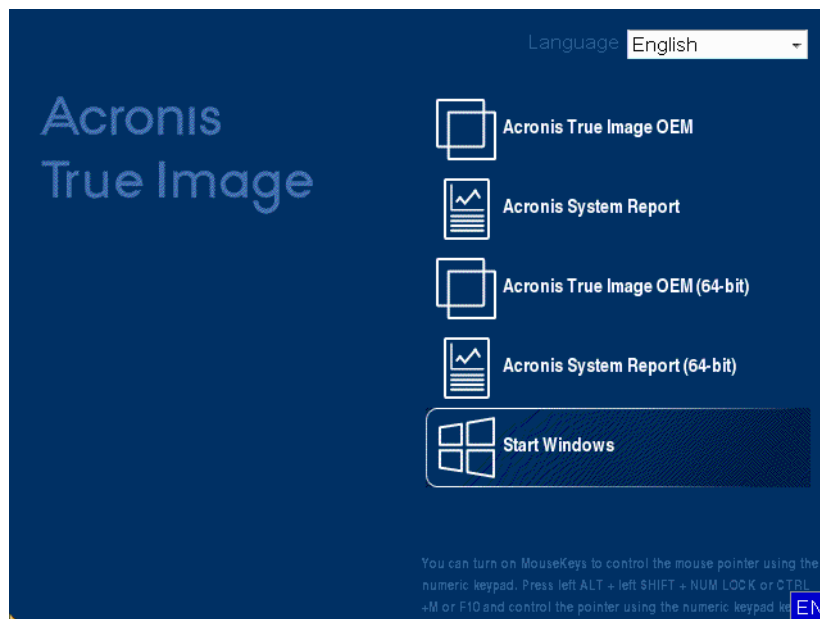 Language English
Acronis
True Image
Acronis True Image OEM
Acronis System Report
Acronis True Image OEM (64-bit)
Acronis System Report (64-bit)
Start Windows
You can turn on MouseKeys to control the mouse pointer using the
numeric keypad. Press left ALT + left SHIFT + NUM LOCK or CTRL
+M or F10 and control the pointer using the numeric keypad
EN